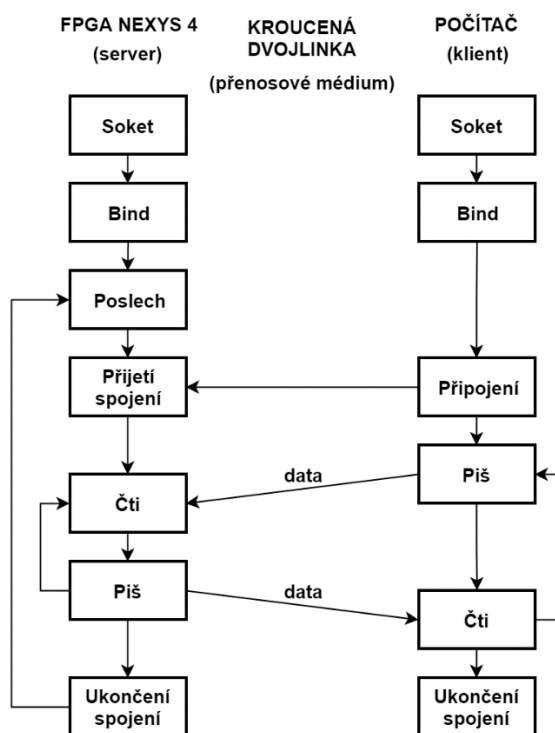 FPGA NEXYS 4
(server)
KROUCENÁ
DVOJLINKA
(přenosové médium)
POČÍTAČ
(klient)
Soket
Soket
Bind
Bind
Poslech
Přijetí
spojení
Připojení
data
Piš
Čti
Piš
data
Čti
Ukončení
spojení
Ukončení
spojení